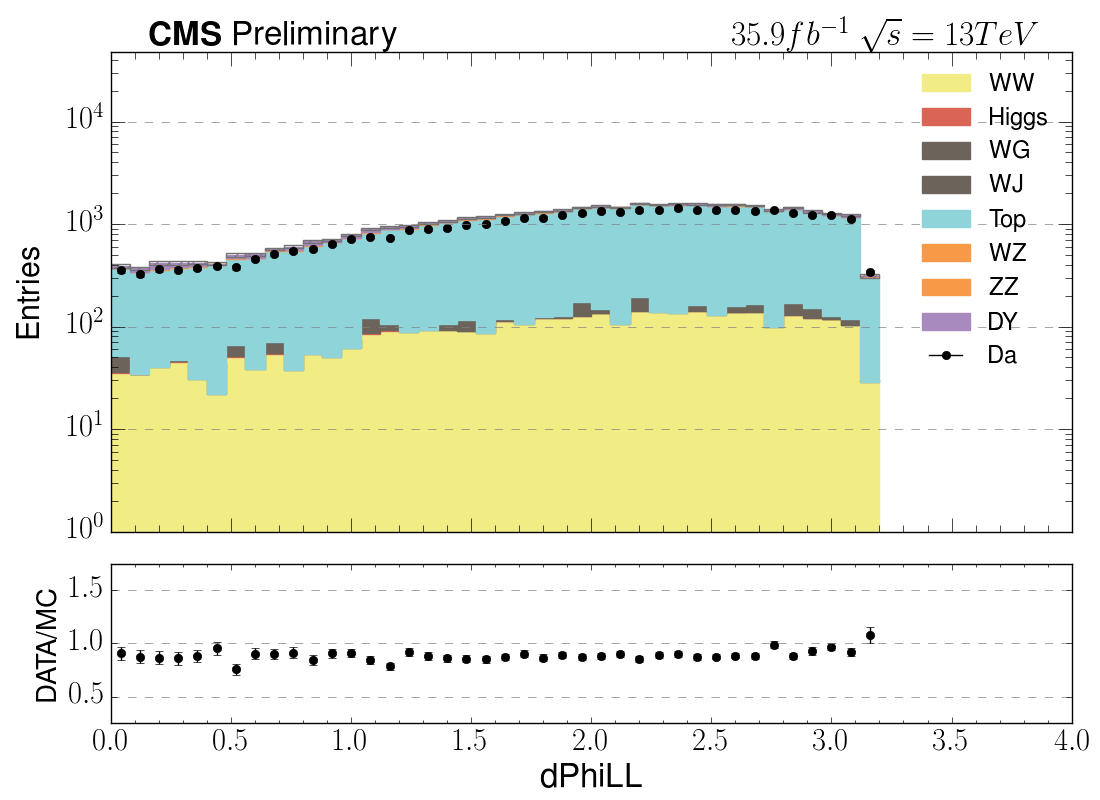 CMS Preliminary
35.9fb⁻¹ √s = 13TeV
Entries
10⁴
10³
10²
10¹
10⁰
WW
Higgs
WG
WJ
Top
WZ
ZZ
DY
Da
DATA/MC
1.5
1.0
0.5
0.0 0.5 1.0 1.5 2.0 2.5 3.0 3.5 4.0
dPhiLL